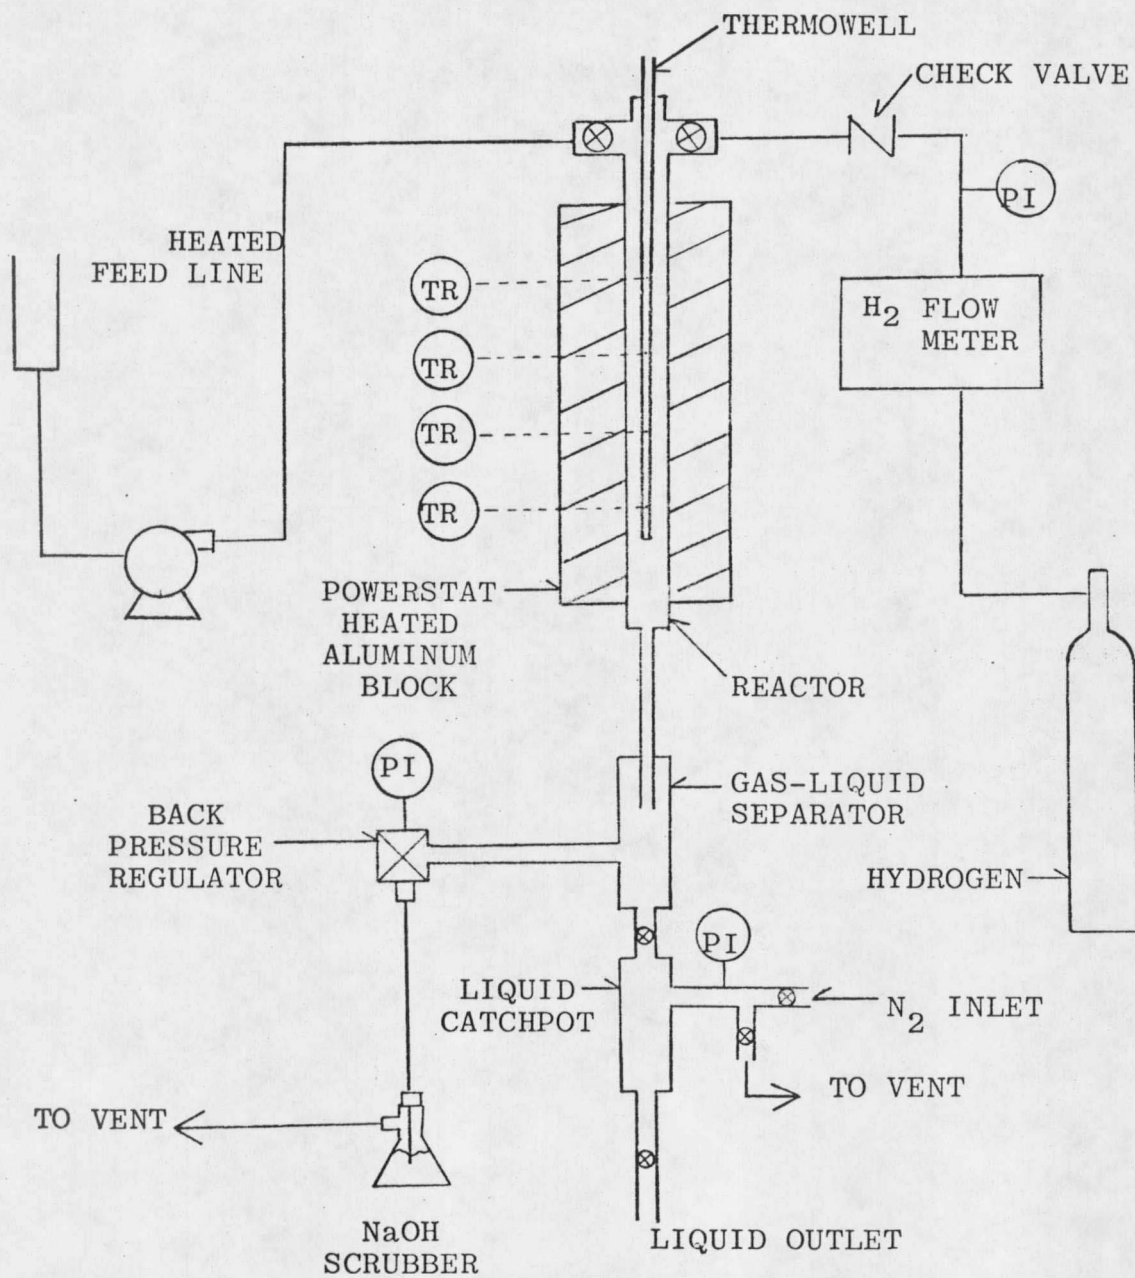 THERMOWELL
CHECK VALVE
PI
HEATED
FEED LINE
TR
TR
TR
TR
H2 FLOW
METER
POWERSTAT
HEATED
ALUMINUM
BLOCK
REACTOR
PI
GAS-LIQUID
SEPARATOR
BACK
PRESSURE
REGULATOR
HYDROGEN
PI
LIQUID
CATCHPOT
N2 INLET
TO VENT
TO VENT
NaOH
SCRUBBER
LIQUID OUTLET